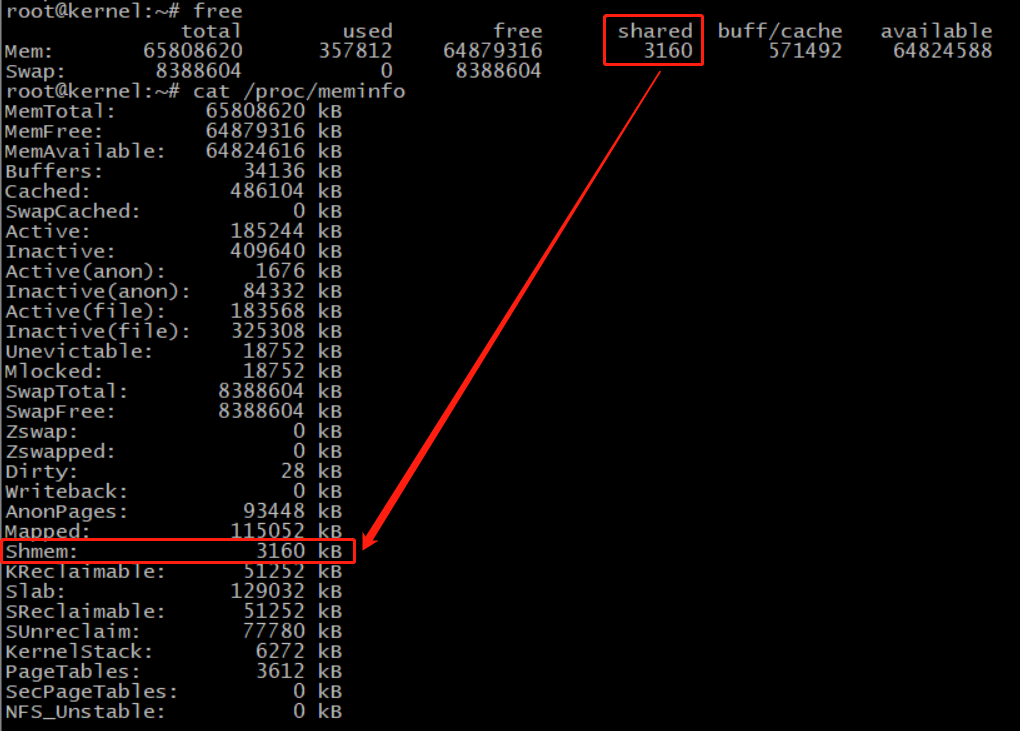 root@kernel:~# free
total used free shared buff/cache available
Mem: 65808620 357812 64879316 3160 571492 64824588
Swap: 8388604 0 8388604
root@kernel:~# cat /proc/meminfo
MemTotal: 65808620 kB
MemFree: 64879316 kB
MemAvailable: 64824616 kB
Buffers: 34136 kB
Cached: 486104 kB
SwapCached: 0 kB
Active: 185244 kB
Inactive: 409640 kB
Active(anon): 1676 kB
Inactive(anon): 84332 kB
Active(file): 183568 kB
Inactive(file): 325308 kB
Unevictable: 18752 kB
Mlocked: 18752 kB
SwapTotal: 8388604 kB
SwapFree: 8388604 kB
Zswap: 0 kB
Zswapped: 0 kB
Dirty: 28 kB
Writeback: 0 kB
AnonPages: 93448 kB
Mapped: 115052 kB
Shmem: 3160 kB
KReclaimable: 51252 kB
Slab: 129032 kB
SReclaimable: 51252 kB
SUnreclaim: 77780 kB
KernelStack: 6272 kB
PageTables: 3612 kB
SecPageTables: 0 kB
NFS_Unstable: 0 kB